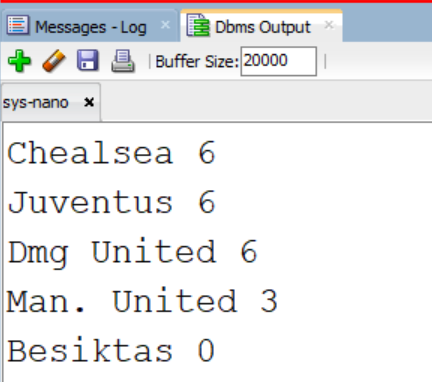 Messages - Log × Dbms Output ×
Buffer Size: 20000
sys-nano ×
Chealsea 6
Juventus 6
Dmg United 6
Man. United 3
Besiktas 0